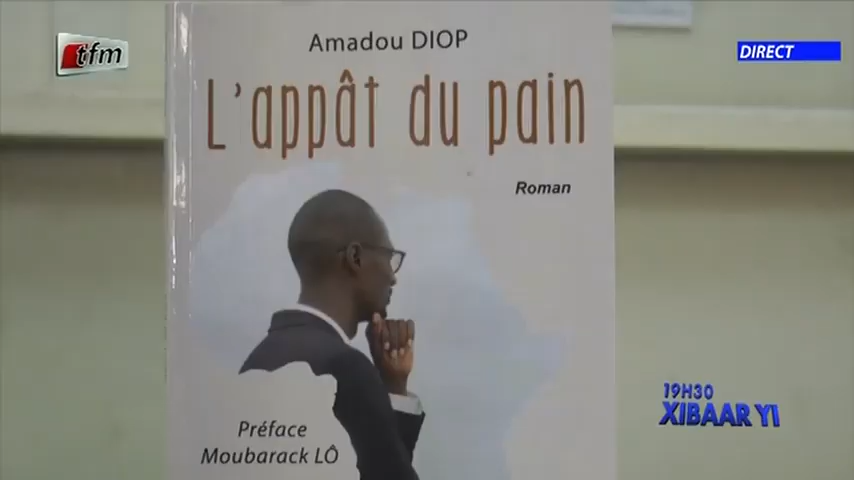 tfm
DIRECT
Amadou DIOP
L'appât du pain
Roman
Préface
Moubarack LÔ
19H30
XIBAAR YI